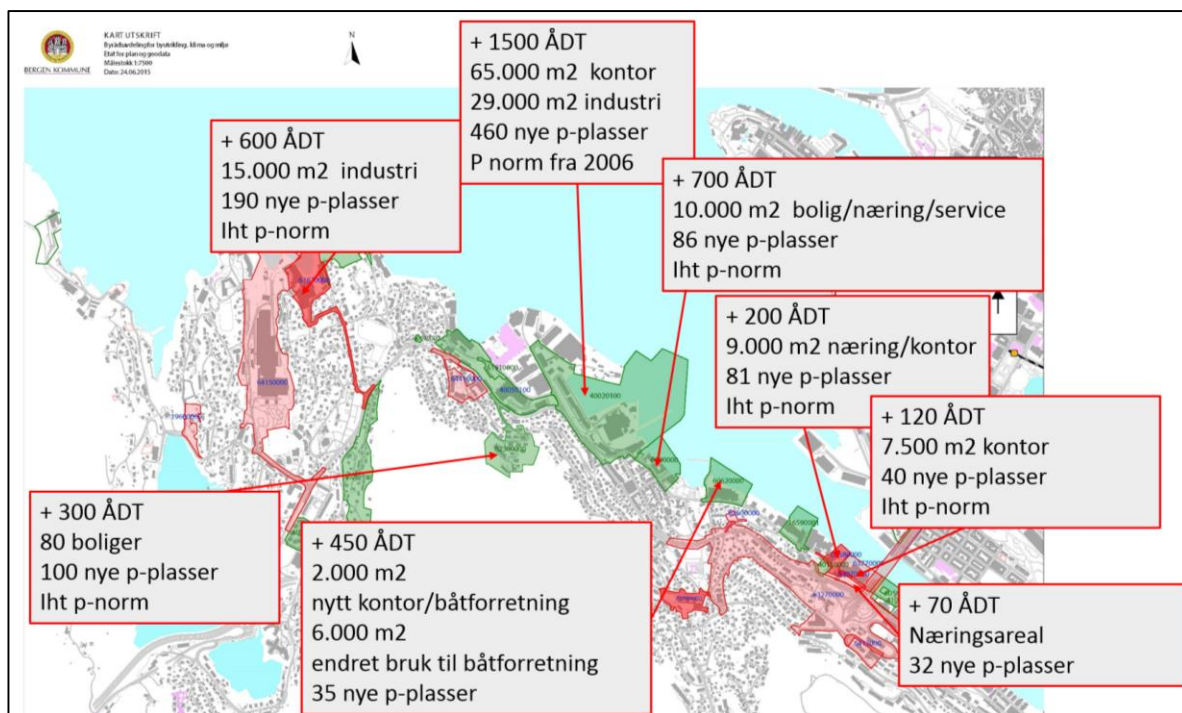 BERGEN KOMMUNE
KART UTSKRIFT
Byrådsavdeling for byutvikling, klima og miljø
Etat for plan og geodata
Målestokk 1:7500
Dato: 24.06.2015
N
+ 1500 ÅDT
65.000 m2 kontor
29.000 m2 industri
460 nye p-plasser
P norm fra 2006
+ 600 ÅDT
15.000 m2 industri
190 nye p-plasser
Iht p-norm
+ 700 ÅDT
10.000 m2 bolig/næring/service
86 nye p-plasser
Iht p-norm
+ 200 ÅDT
9.000 m2 næring/kontor
81 nye p-plasser
Iht p-norm
+ 120 ÅDT
7.500 m2 kontor
40 nye p-plasser
Iht p-norm
+ 300 ÅDT
80 boliger
100 nye p-plasser
Iht p-norm
+ 450 ÅDT
2.000 m2
nytt kontor/båtforretning
6.000 m2
endret bruk til båtforretning
35 nye p-plasser
+ 70 ÅDT
Næringsareal
32 nye p-plasser
64150000
40020100
60630000
61270000